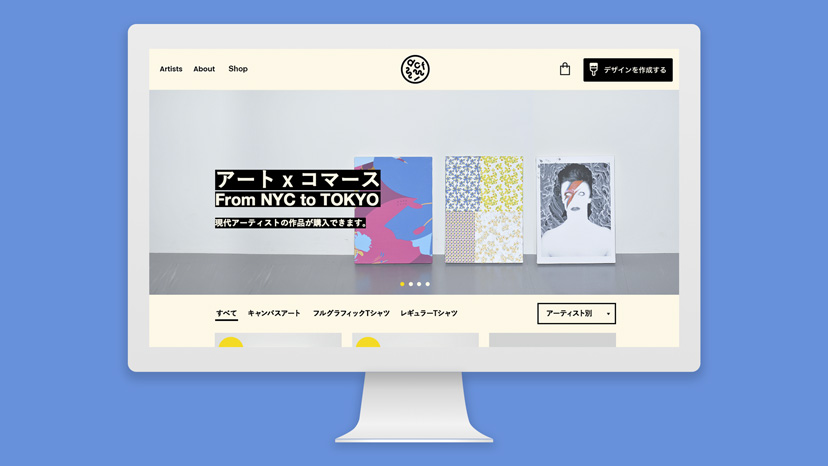 Artists About Shop
デザインを作成する
アート x コマース
From NYC to TOKYO
現代アーティストの作品が購入できます。
すべて キャンバスアート フルグラフィックTシャツ レギュラーTシャツ
アーティスト別